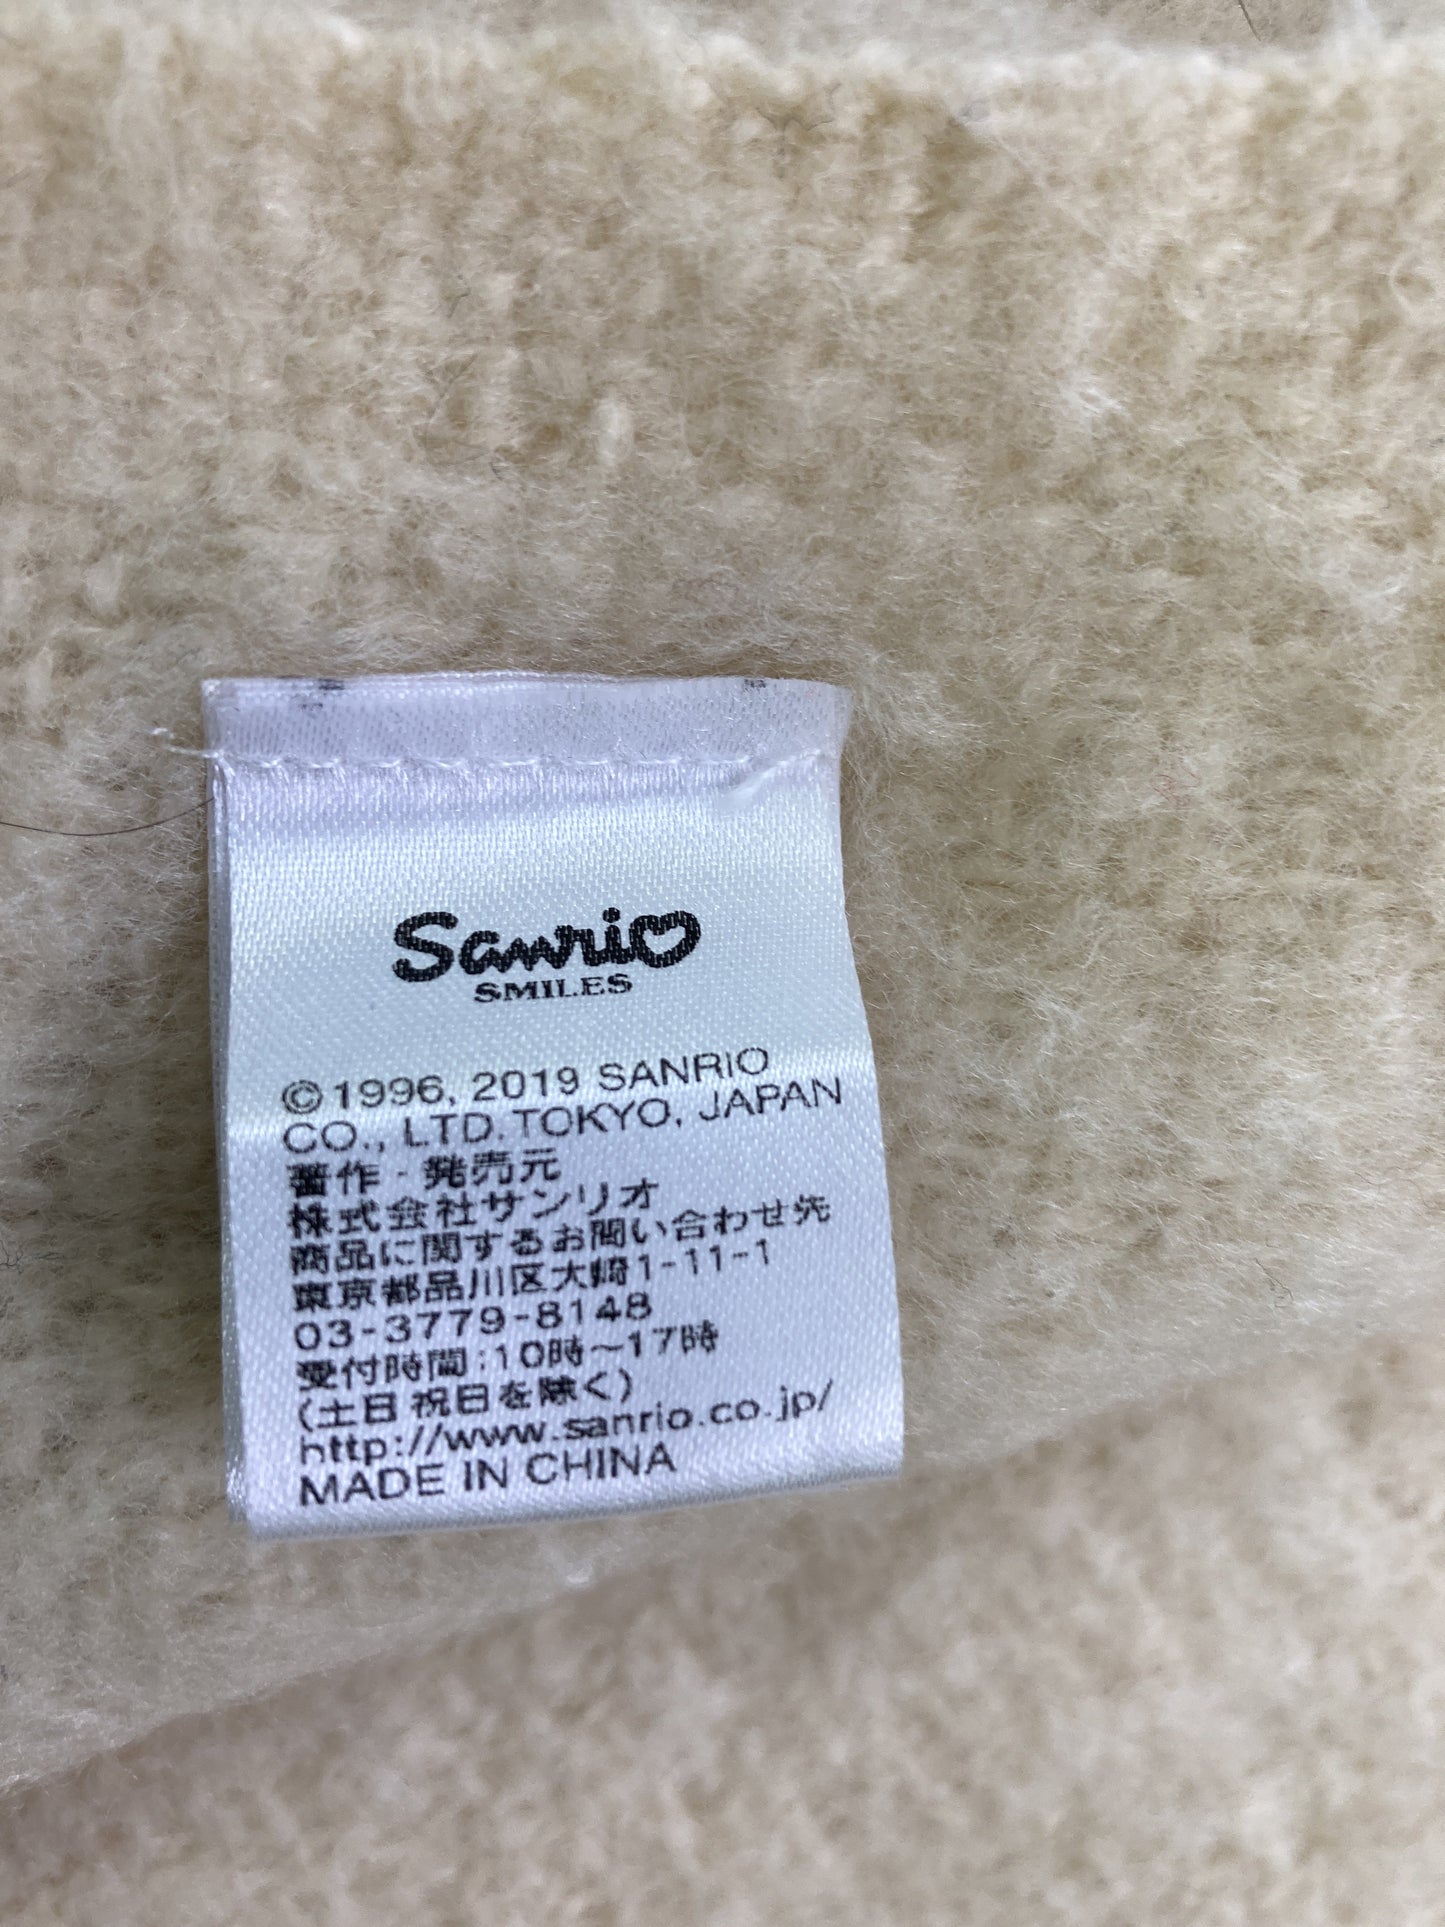 Sanrio
SMILES
©1996, 2019 SANRIO
CO., LTD. TOKYO, JAPAN
著作・発売元
株式会社サンリオ
商品に関するお問い合わせ先
東京都品川区大崎1-11-1
03-3779-8148
受付時間:10時〜17時
(土日祝日を除く)
http://www.sanrio.co.jp/
MADE IN CHINA